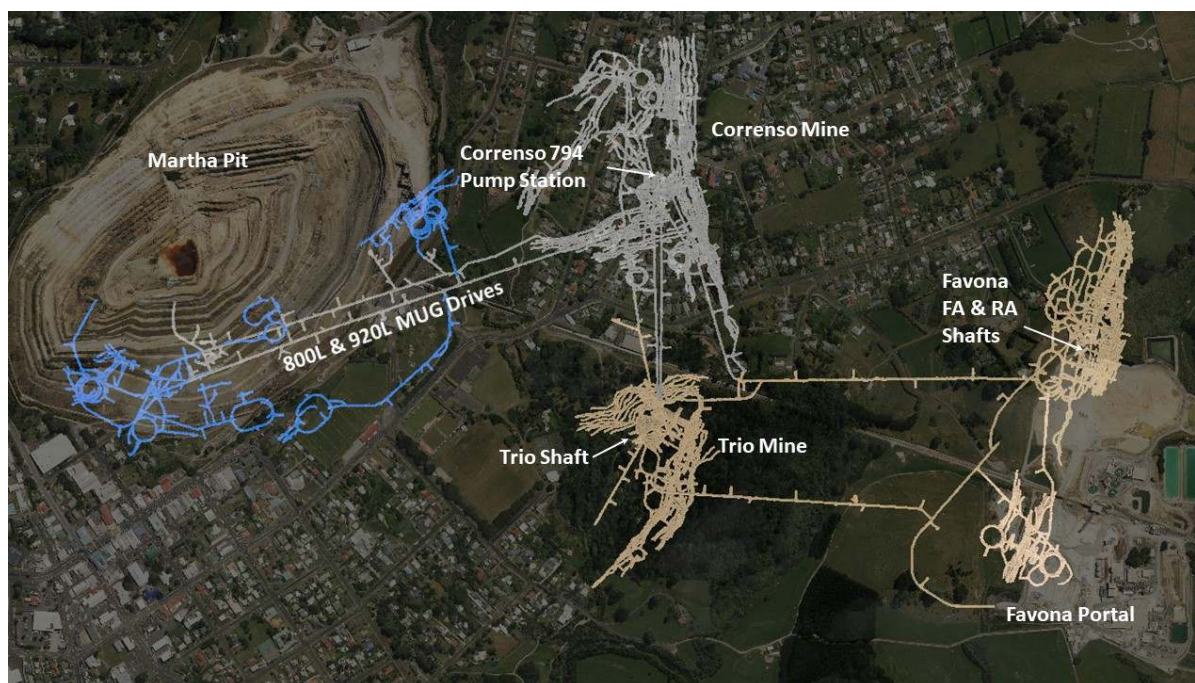 Martha Pit
Correnso Mine
Correnso 794
Pump Station
800L & 920L MUG Drives
Favona
FA & RA
Shafts
Trio Shaft
Trio Mine
Favona Portal